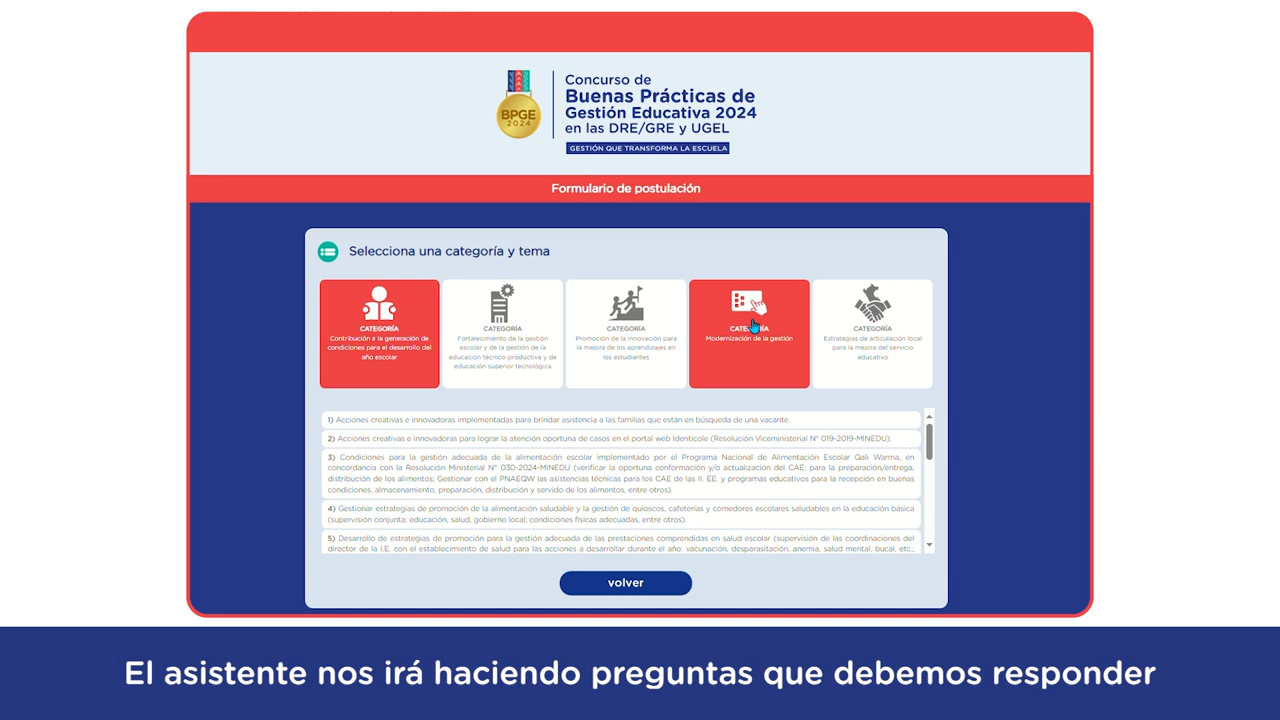 BPGE
2024
Concurso de
Buenas Prácticas de
Gestión Educativa 2024
en las DRE/GRE y UGEL
GESTIÓN QUE TRANSFORMA LA ESCUELA
Formulario de postulación
Selecciona una categoría y tema
CATEGORÍA
Contribución a la generación de
condiciones para el desarrollo del
año escolar
CATEGORÍA
Fortalecimiento de la gestión
escolar y de la gestión de la
educación técnico-productiva y de
educación superior tecnológica
CATEGORÍA
Promoción de la innovación para
la mejora de los aprendizajes en
los estudiantes
CATEGORÍA
Modernización de la gestión
CATEGORÍA
Estrategias de articulación local
para la mejora del servicio
educativo
1) Acciones creativas e innovadoras implementadas para brindar asistencia a las familias que están en búsqueda de una vacante.
2) Acciones creativas e innovadoras para lograr la atención oportuna de casos en el portal web Identicole (Resolución Viceministerial N° 019-2019-MINEDU).
3) Condiciones para la gestión adecuada de la alimentación escolar implementado por el Programa Nacional de Alimentación Escolar Qali Warma, en
concordancia con la Resolución Ministerial N° 030-2024-MINEDU (verificar la oportuna conformación y/o actualización del CAE; para la preparación/entrega,
distribución de los alimentos; Gestionar con el PNAEQW las asistencias técnicas para los CAE de las II. EE. y programas educativos para la recepción en buenas
condiciones, almacenamiento, preparación, distribución y servido de los alimentos, entre otros).
4) Gestionar estrategias de promoción de la alimentación saludable y la gestión de quioscos, cafeterías y comedores escolares saludables en la educación básica
(supervisión conjunta: educación, salud, gobierno local; condiciones físicas adecuadas, entre otros).
5) Desarrollo de estrategias de promoción para la gestión adecuada de las prestaciones comprendidas en salud escolar (supervisión de las coordinaciones del
director de la I.E. con el establecimiento de salud para las acciones a desarrollar durante el año: vacunación, desparasitación, anemia, salud mental, bucal, etc.;
volver
El asistente nos irá haciendo preguntas que debemos responder